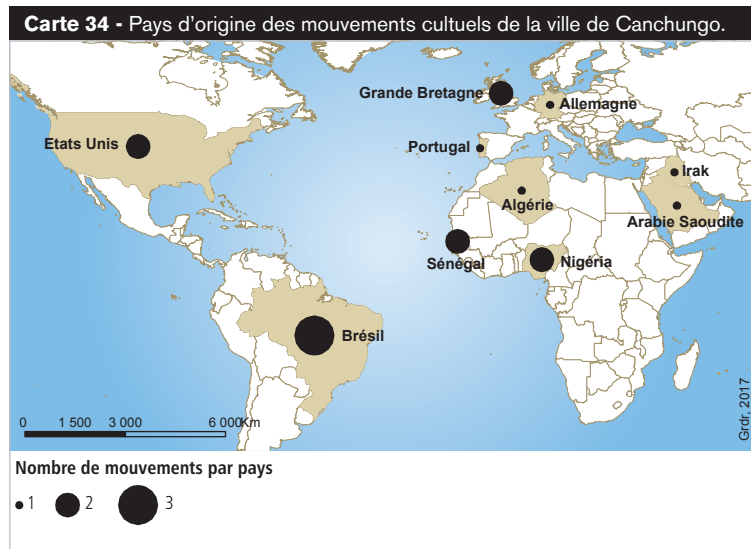 Carte 34 - Pays d'origine des mouvements cultuels de la ville de Canchungo.
Grande Bretagne
Allemagne
Etats Unis
Portugal
Irak
Algérie
Arabie Saoudite
Sénégal
Nigéria
Brésil
0 1 500 3 000 6 000Km
Grdr, 2017
Nombre de mouvements par pays
1 2 3